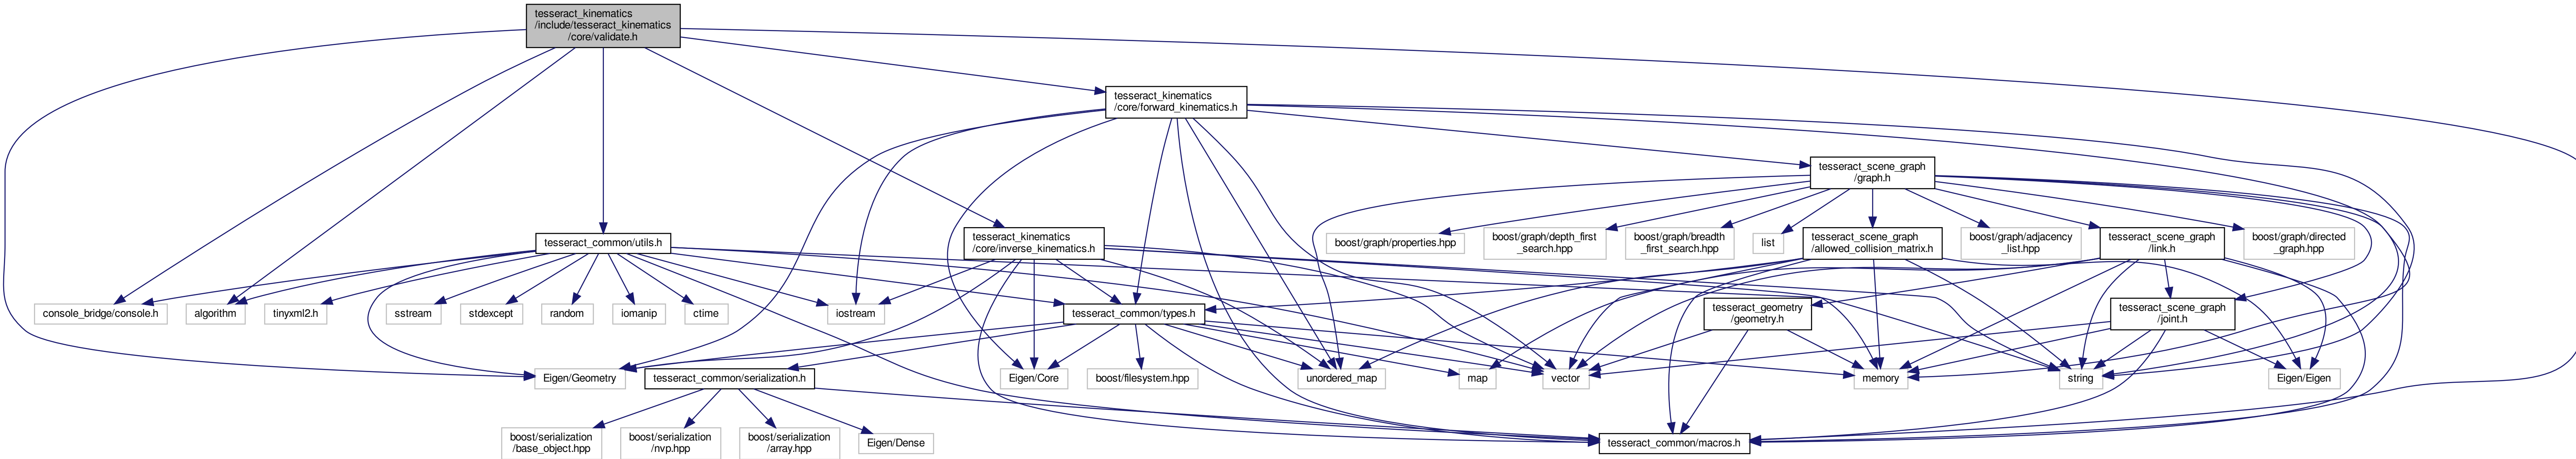 tesseract_kinematics
/include/tesseract_kinematics
/core/validate.h
tesseract_kinematics
/core/forward_kinematics.h
tesseract_scene_graph
/graph.h
tesseract_common/utils.h
tesseract_kinematics
/core/inverse_kinematics.h
boost/graph/properties.hpp
boost/graph/depth_first
_search.hpp
boost/graph/breadth
_first_search.hpp
list
tesseract_scene_graph
/allowed_collision_matrix.h
boost/graph/adjacency
_list.hpp
tesseract_scene_graph
/link.h
boost/graph/directed
_graph.hpp
console_bridge/console.h
algorithm
tinyxml2.h
sstream
stdexcept
random
iomanip
ctime
iostream
tesseract_common/types.h
tesseract_geometry
/geometry.h
tesseract_scene_graph
/joint.h
Eigen/Geometry
tesseract_common/serialization.h
Eigen/Core
boost/filesystem.hpp
unordered_map
map
vector
memory
string
Eigen/Eigen
boost/serialization
/base_object.hpp
boost/serialization
/nvp.hpp
boost/serialization
/array.hpp
Eigen/Dense
tesseract_common/macros.h